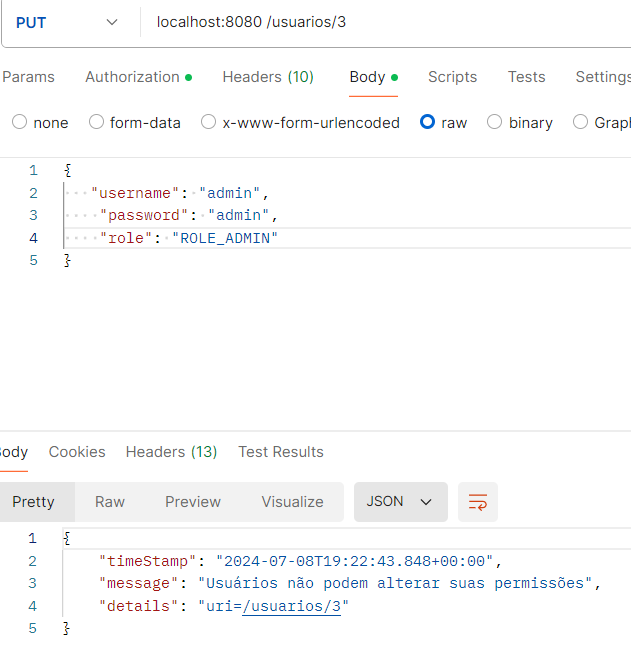 PUT localhost:8080 /usuarios/3
Params Authorization Headers (10) Body Scripts Tests Settings
none form-data x-www-form-urlencoded raw binary Graph
1 {
2 "username": "admin",
3 "password": "admin",
4 "role": "ROLE_ADMIN"
5 }
ody Cookies Headers (13) Test Results
Pretty Raw Preview Visualize JSON
1 {
2 "timeStamp": "2024-07-08T19:22:43.848+00:00",
3 "message": "Usuários não podem alterar suas permissões",
4 "details": "uri=/usuarios/3"
5 }